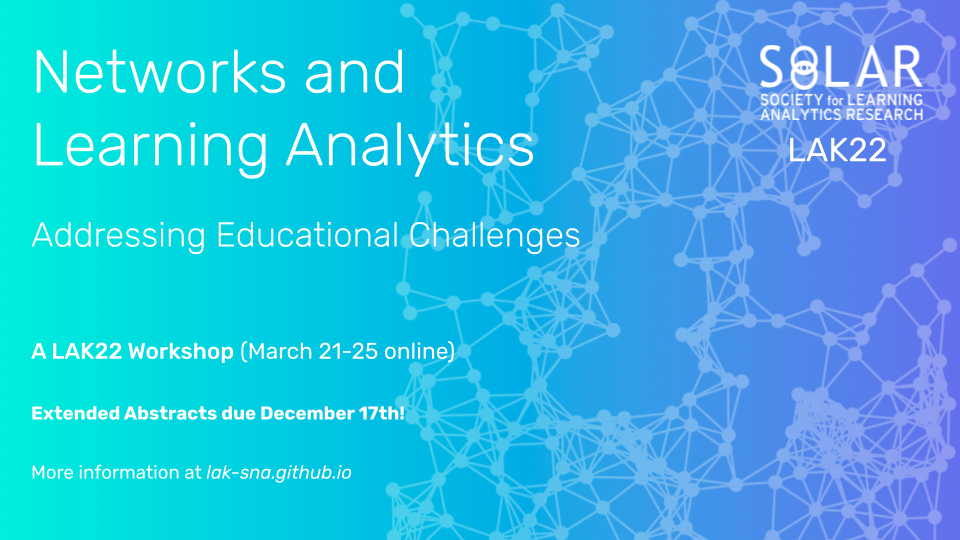 Networks and
Learning Analytics
Addressing Educational Challenges
A LAK22 Workshop (March 21-25 online)
Extended Abstracts due December 17th!
More information at lak-sna.github.io
SOLAR
SOCIETY for LEARNING
ANALYTICS RESEARCH
LAK22